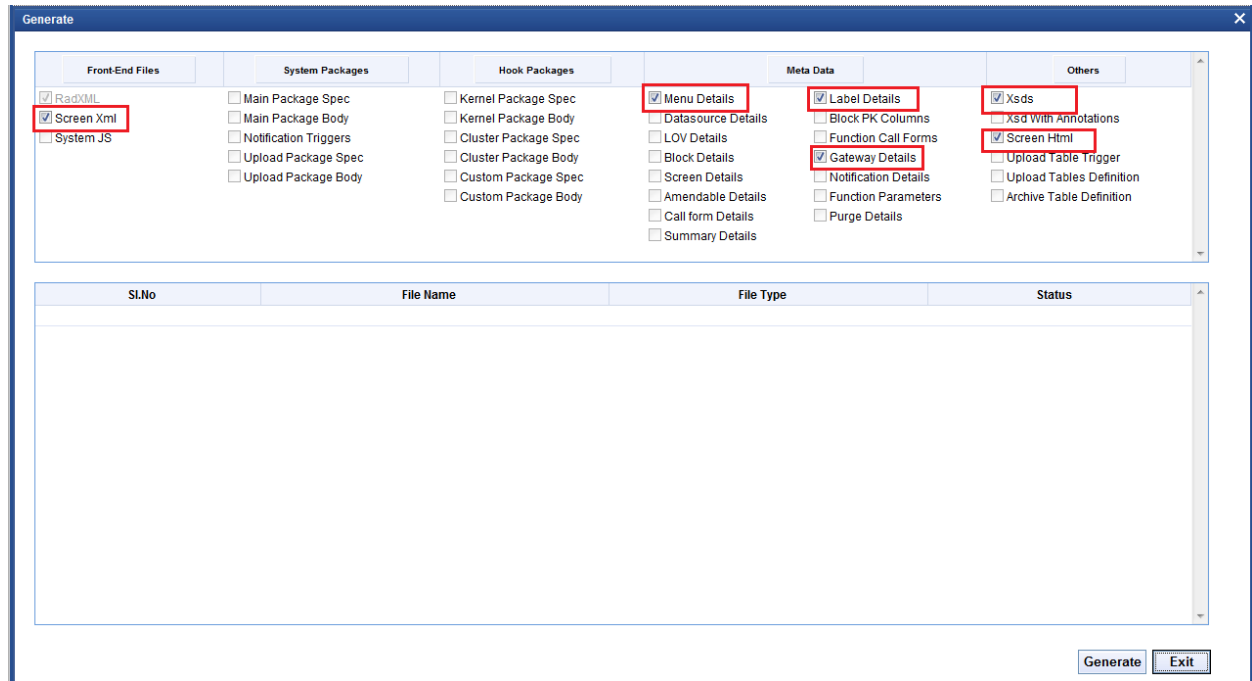 Generate
Front-End Files System Packages Hook Packages Meta Data Others
RadXML Main Package Spec Kernel Package Spec Menu Details Label Details Xsds
Screen Xml Main Package Body Kernel Package Body Datasource Details Block PK Columns Xsd With Annotations
System JS Notification Triggers Cluster Package Spec LOV Details Function Call Forms Screen Html
Upload Package Spec Cluster Package Body Block Details Gateway Details Upload Table Trigger
Upload Package Body Custom Package Spec Screen Details Notification Details Upload Tables Definition
Custom Package Body Amendable Details Function Parameters Archive Table Definition
Call form Details Purge Details
Summary Details
Sl.No File Name File Type Status
Generate Exit